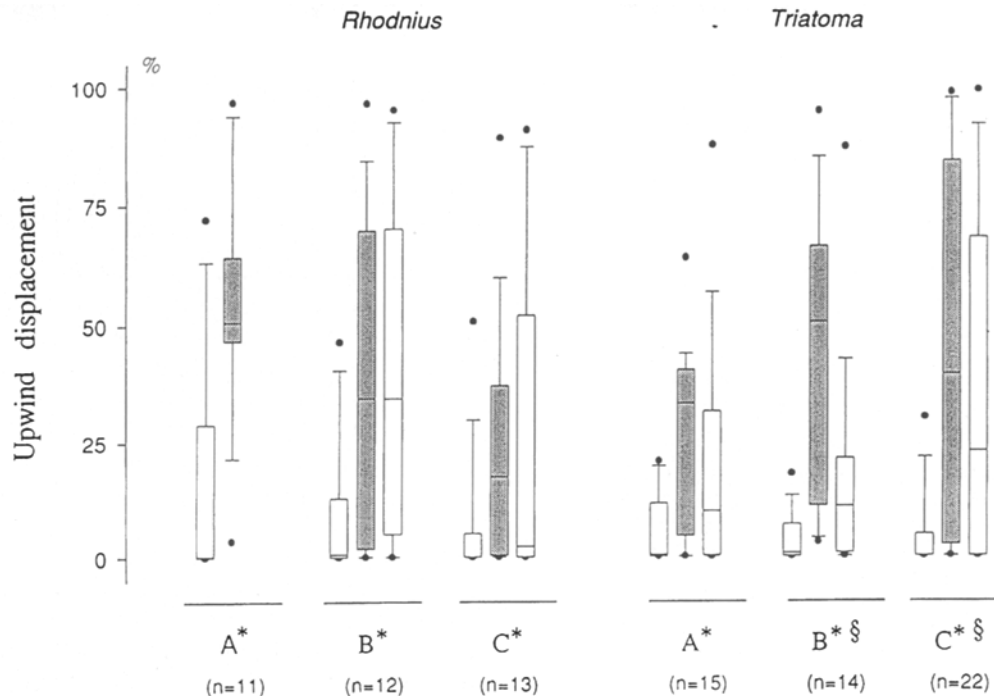 Rhodnius Triatoma
%
100
75
50
25
0
Upwind displacement
A* B* C* A* B*§ C*§
(n=11) (n=12) (n=13) (n=15) (n=14) (n=22)